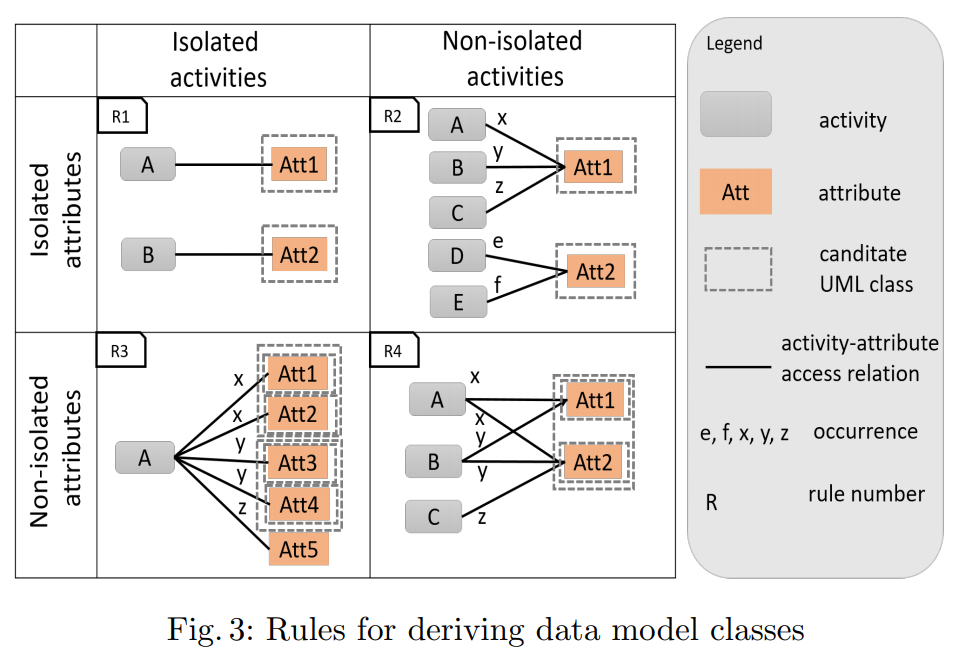 Isolated
activities
Non-isolated
activities
Isolated
attributes
R1
A
Att1
B
Att2
R2
A
x
B
y
C
z
Att1
D
e
E
f
Att2
Non-isolated
attributes
R3
A
x
Att1
x
Att2
y
Att3
y
Att4
z
Att5
R4
A
x
x
Att1
B
y
y
Att2
C
z
Legend
activity
Att
attribute
canditate
UML class
activity-attribute
access relation
e, f, x, y, z
occurrence
R
rule number
Fig. 3: Rules for deriving data model classes